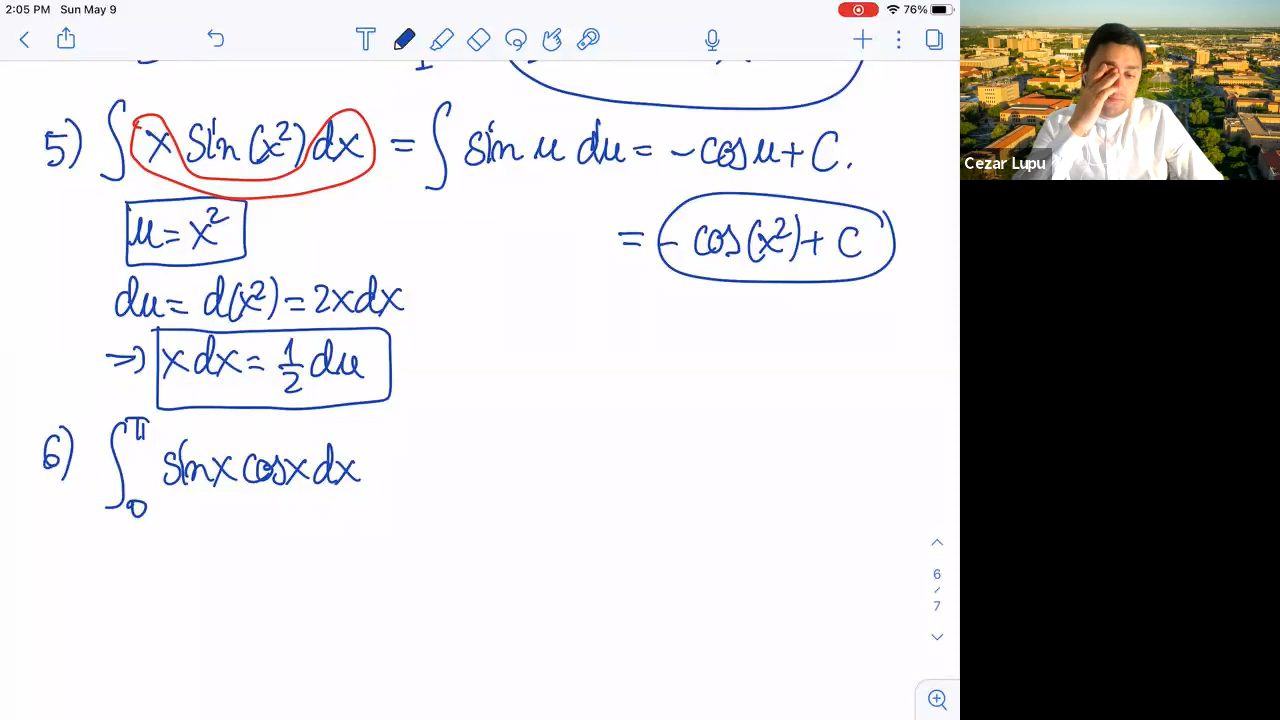 2:05 PM Sun May 9
76%
T
5) ∫ x sin(x²) dx = ∫ sin u du = -cos u + C.
u = x²
= - cos(x²) + C
du = d(x²) = 2x dx
⇒ x dx = 1/2 du
6) ∫₀^π sin x cos x dx
6
/
7
Cezar Lupu